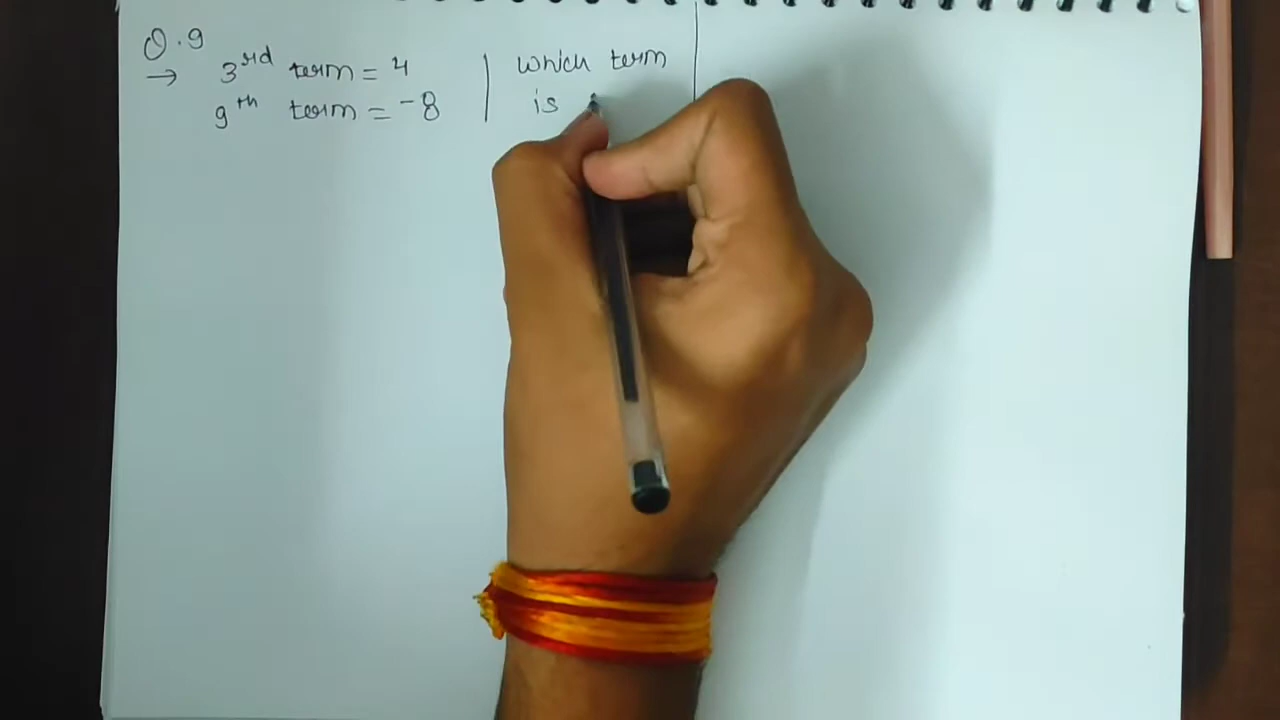 Q.9
→ 3rd term = 4 | which term
9th term = -8 | is